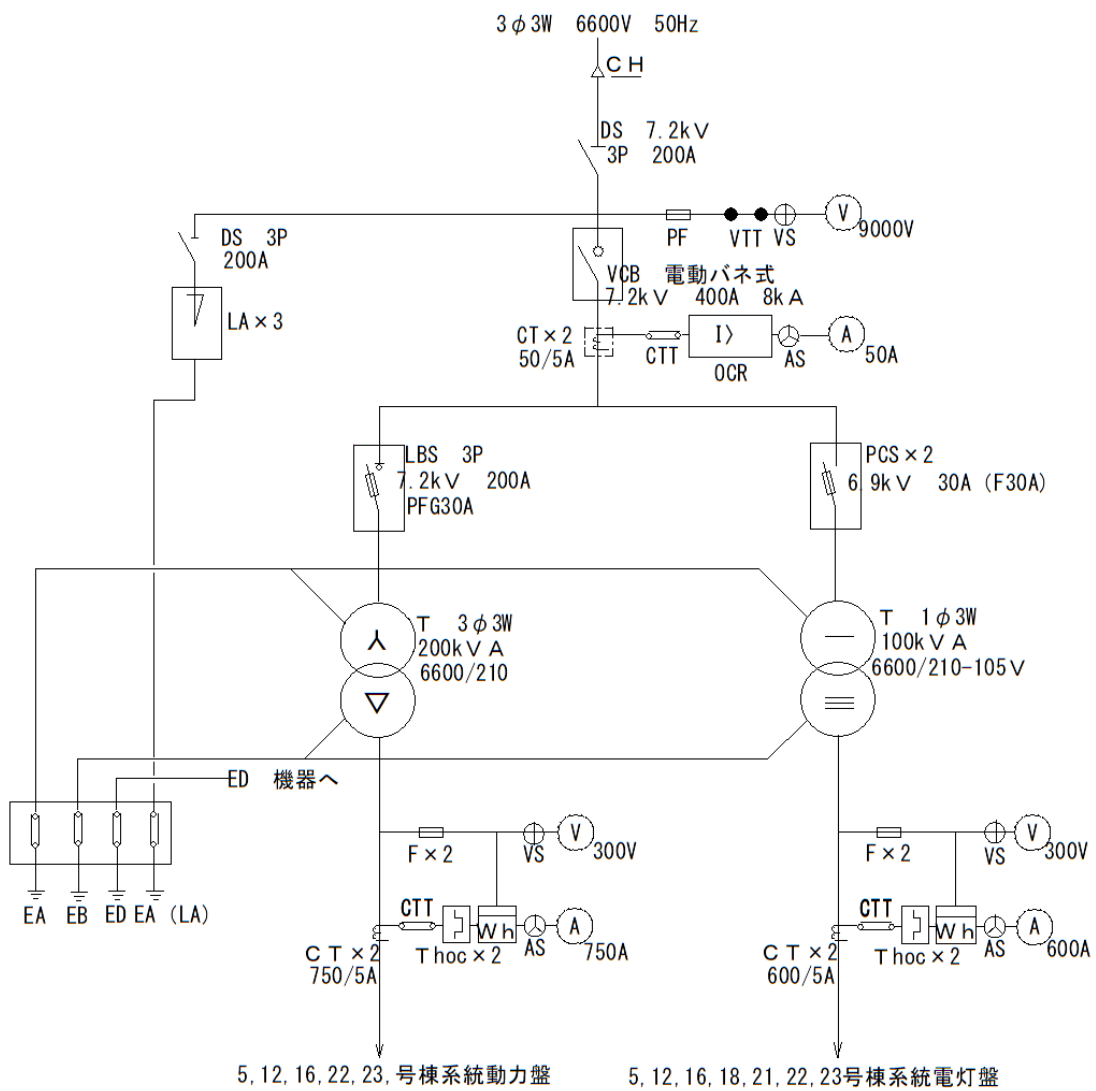 3φ3W 6600V 50Hz
CH
DS 7.2kV
3P 200A
DS 3P
200A
PF
VTT
VS
V
9000V
LA×3
VCB 電動バネ式
7.2kV 400A 8kA
CT×2
50/5A
CTT
I〉
OCR
AS
A
50A
LBS 3P
7.2kV 200A
PFG30A
PCS×2
6.9kV 30A (F30A)
T 3φ3W
200kVA
6600/210
T 1φ3W
100kVA
6600/210-105V
ED 機器へ
EA
EB
ED
EA (LA)
F×2
VS
V
300V
CTT
Wh
A
CT×2
750/5A
Thoc×2
AS
750A
F×2
VS
V
300V
CTT
Wh
A
CT×2
600/5A
Thoc×2
AS
600A
5,12,16,22,23,号棟系統動力盤
5,12,16,18,21,22,23号棟系統電灯盤